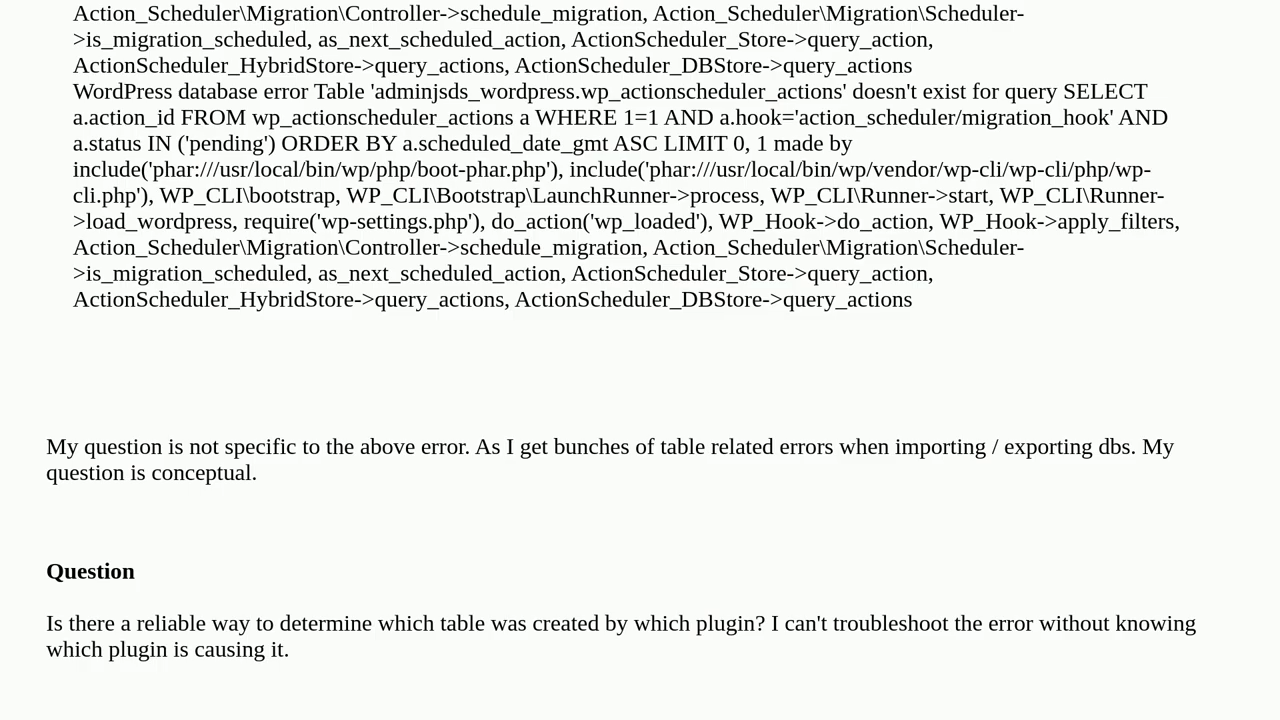 Action_Scheduler\Migration\Controller->schedule_migration, Action_Scheduler\Migration\Scheduler-
>is_migration_scheduled, as_next_scheduled_action, ActionScheduler_Store->query_action,
ActionScheduler_HybridStore->query_actions, ActionScheduler_DBStore->query_actions
WordPress database error Table 'adminjsds_wordpress.wp_actionscheduler_actions' doesn't exist for query SELECT
a.action_id FROM wp_actionscheduler_actions a WHERE 1=1 AND a.hook='action_scheduler/migration_hook' AND
a.status IN ('pending') ORDER BY a.scheduled_date_gmt ASC LIMIT 0, 1 made by
include('phar:///usr/local/bin/wp/php/boot-phar.php'), include('phar:///usr/local/bin/wp/vendor/wp-cli/wp-cli/php/wp-
cli.php'), WP_CLI\bootstrap, WP_CLI\Bootstrap\LaunchRunner->process, WP_CLI\Runner->start, WP_CLI\Runner-
>load_wordpress, require('wp-settings.php'), do_action('wp_loaded'), WP_Hook->do_action, WP_Hook->apply_filters,
Action_Scheduler\Migration\Controller->schedule_migration, Action_Scheduler\Migration\Scheduler-
>is_migration_scheduled, as_next_scheduled_action, ActionScheduler_Store->query_action,
ActionScheduler_HybridStore->query_actions, ActionScheduler_DBStore->query_actions
My question is not specific to the above error. As I get bunches of table related errors when importing / exporting dbs. My
question is conceptual.
Question
Is there a reliable way to determine which table was created by which plugin? I can't troubleshoot the error without knowing
which plugin is causing it.